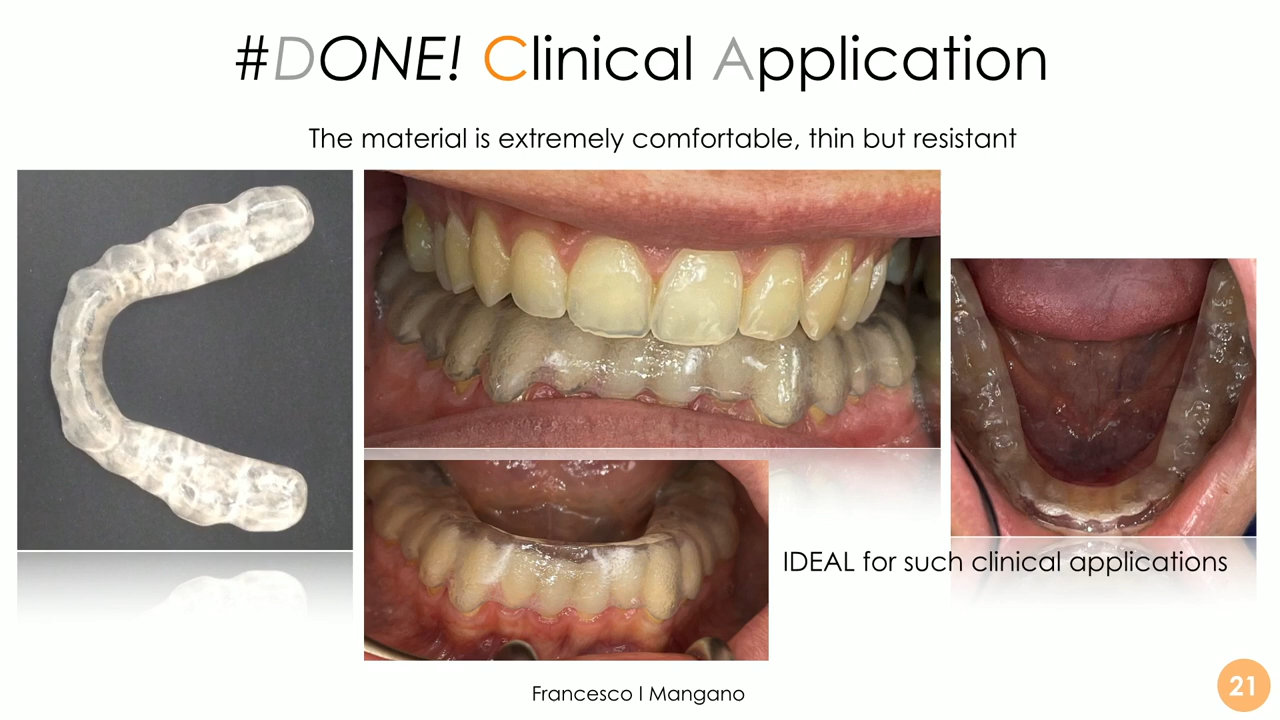 #DONE! Clinical Application
The material is extremely comfortable, thin but resistant
IDEAL for such clinical applications
Francesco I Mangano
21